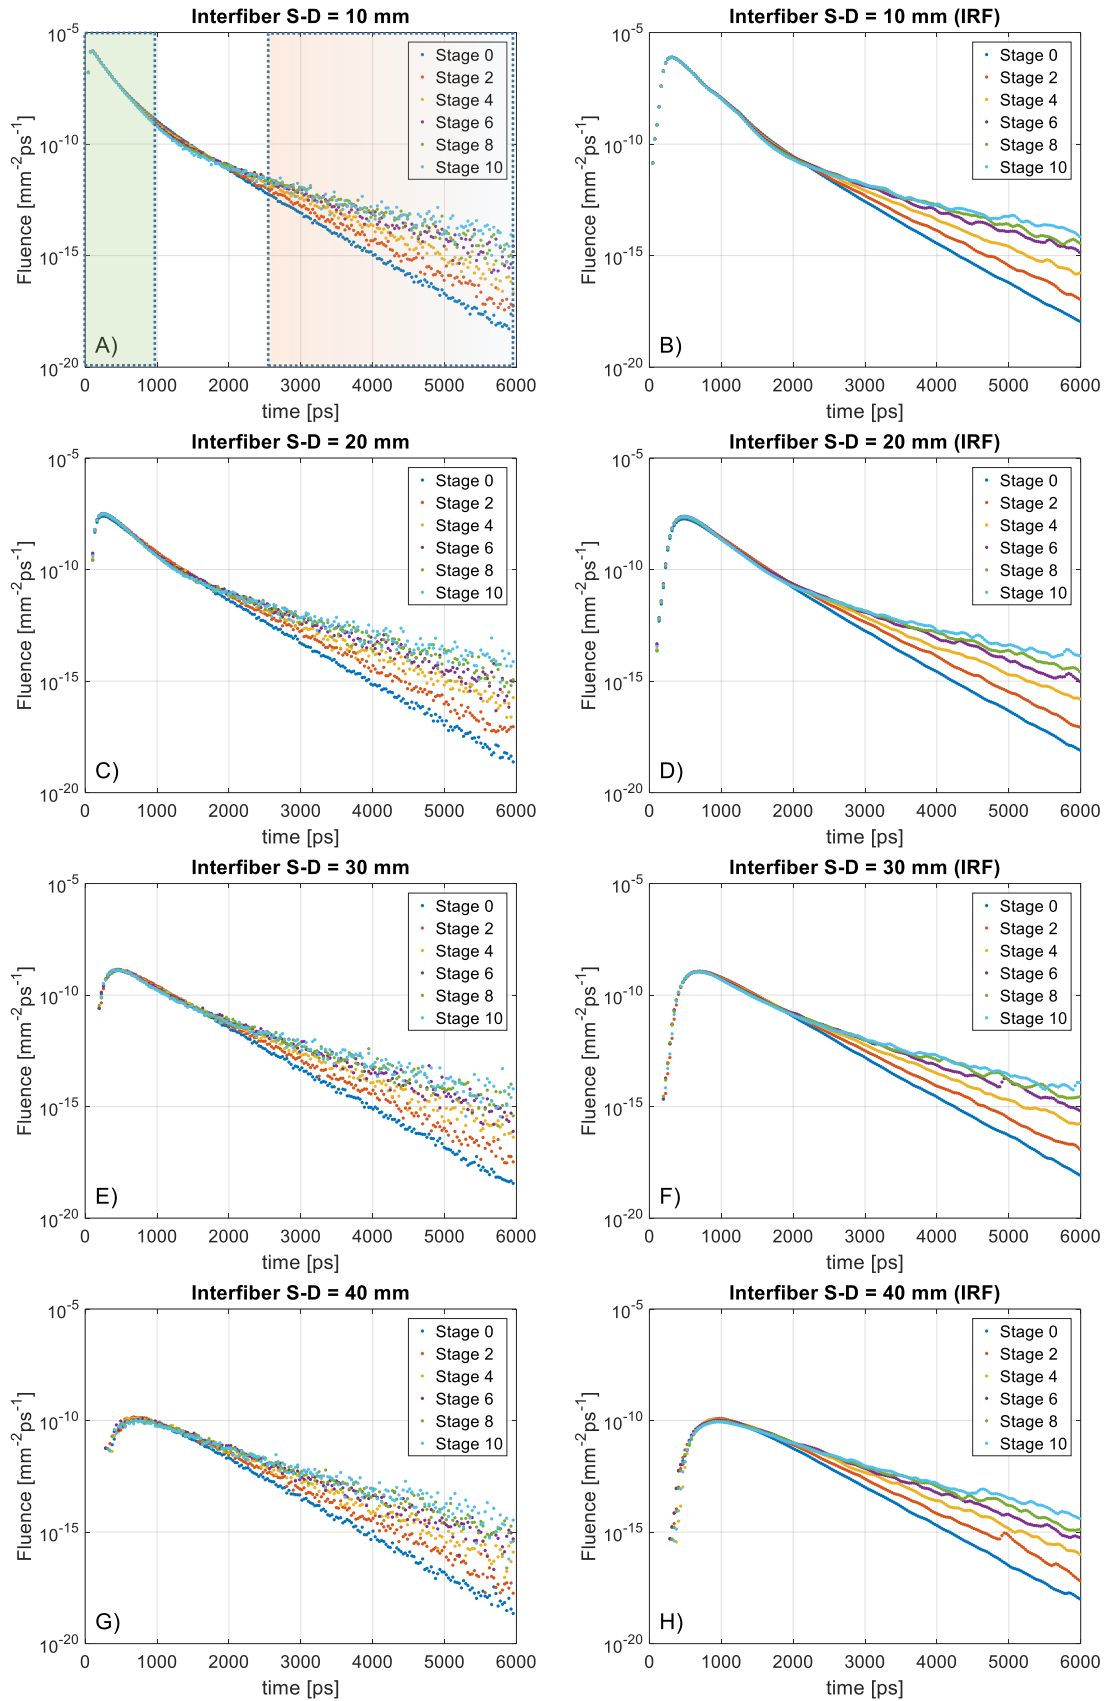 Interfiber S-D = 10 mm
10-5
10-10
10-15
10-20
Fluence [mm-2ps-1]
Stage 0
Stage 2
Stage 4
Stage 6
Stage 8
Stage 10
A)
0 1000 2000 3000 4000 5000 6000
time [ps]
Interfiber S-D = 10 mm (IRF)
10-5
10-10
10-15
10-20
Fluence [mm-2ps-1]
Stage 0
Stage 2
Stage 4
Stage 6
Stage 8
Stage 10
B)
0 1000 2000 3000 4000 5000 6000
time [ps]
Interfiber S-D = 20 mm
10-5
10-10
10-15
10-20
Fluence [mm-2ps-1]
Stage 0
Stage 2
Stage 4
Stage 6
Stage 8
Stage 10
C)
0 1000 2000 3000 4000 5000 6000
time [ps]
Interfiber S-D = 20 mm (IRF)
10-5
10-10
10-15
10-20
Fluence [mm-2ps-1]
Stage 0
Stage 2
Stage 4
Stage 6
Stage 8
Stage 10
D)
0 1000 2000 3000 4000 5000 6000
time [ps]
Interfiber S-D = 30 mm
10-5
10-10
10-15
10-20
Fluence [mm-2ps-1]
Stage 0
Stage 2
Stage 4
Stage 6
Stage 8
Stage 10
E)
0 1000 2000 3000 4000 5000 6000
time [ps]
Interfiber S-D = 30 mm (IRF)
10-5
10-10
10-15
10-20
Fluence [mm-2ps-1]
Stage 0
Stage 2
Stage 4
Stage 6
Stage 8
Stage 10
F)
0 1000 2000 3000 4000 5000 6000
time [ps]
Interfiber S-D = 40 mm
10-5
10-10
10-15
10-20
Fluence [mm-2ps-1]
Stage 0
Stage 2
Stage 4
Stage 6
Stage 8
Stage 10
G)
0 1000 2000 3000 4000 5000 6000
time [ps]
Interfiber S-D = 40 mm (IRF)
10-5
10-10
10-15
10-20
Fluence [mm-2ps-1]
Stage 0
Stage 2
Stage 4
Stage 6
Stage 8
Stage 10
H)
0 1000 2000 3000 4000 5000 6000
time [ps]